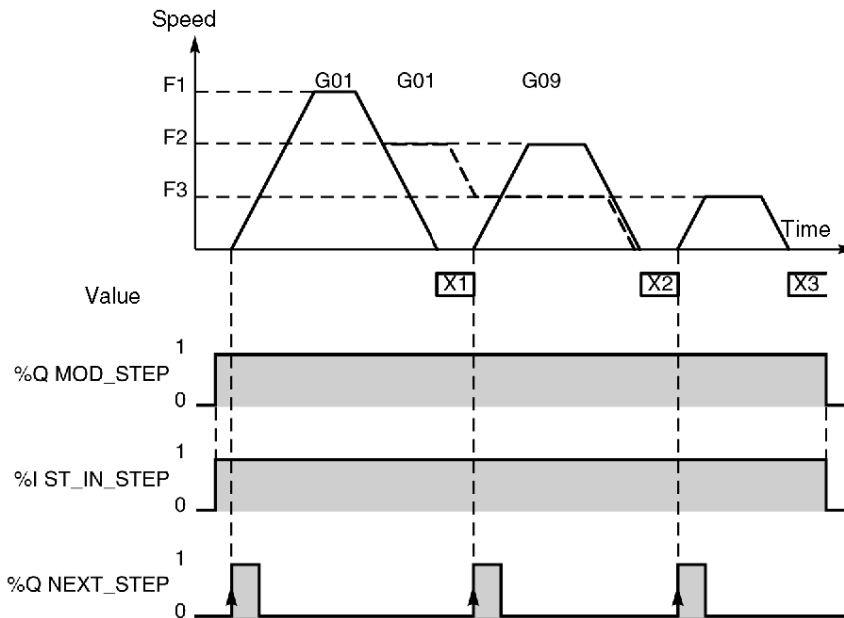 Speed
F1
G01
G01
G09
F2
F3
Time
Value
X1
X2
X3
1
%Q MOD_STEP
0
1
%I ST_IN_STEP
0
1
%Q NEXT_STEP
0